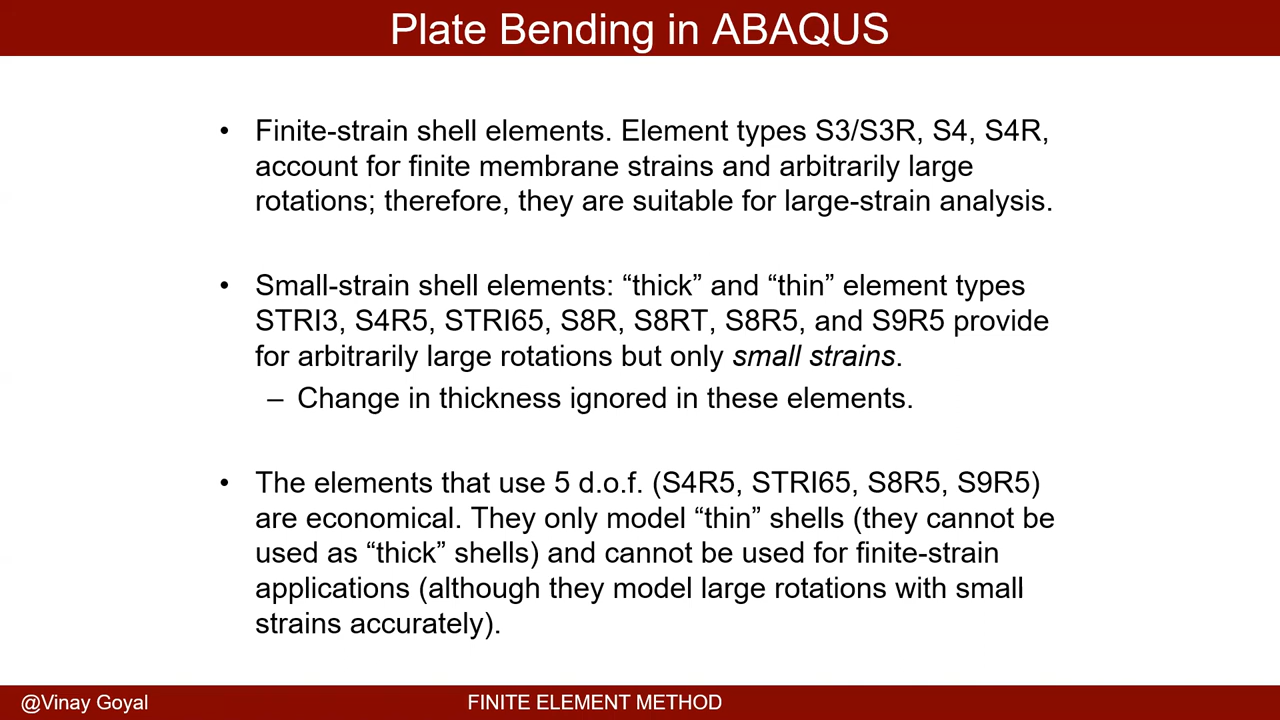 Plate Bending in ABAQUS
• Finite-strain shell elements. Element types S3/S3R, S4, S4R,
account for finite membrane strains and arbitrarily large
rotations; therefore, they are suitable for large-strain analysis.
• Small-strain shell elements: “thick” and “thin” element types
STRI3, S4R5, STRI65, S8R, S8RT, S8R5, and S9R5 provide
for arbitrarily large rotations but only small strains.
– Change in thickness ignored in these elements.
• The elements that use 5 d.o.f. (S4R5, STRI65, S8R5, S9R5)
are economical. They only model “thin” shells (they cannot be
used as “thick” shells) and cannot be used for finite-strain
applications (although they model large rotations with small
strains accurately).
@Vinay Goyal
FINITE ELEMENT METHOD